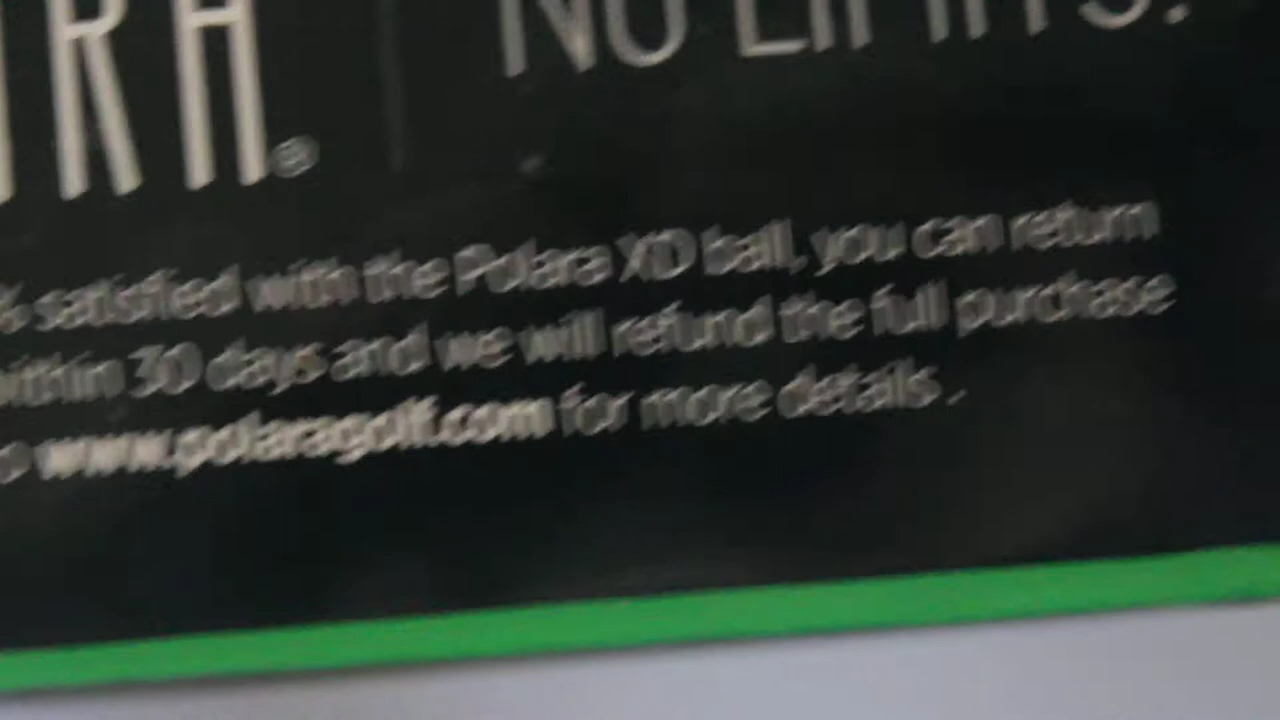 RA® NO LIMITS.
% satisfied with the Polara XD ball, you can return
within 30 days and we will refund the full purchase
www.polaragolf.com for more details .